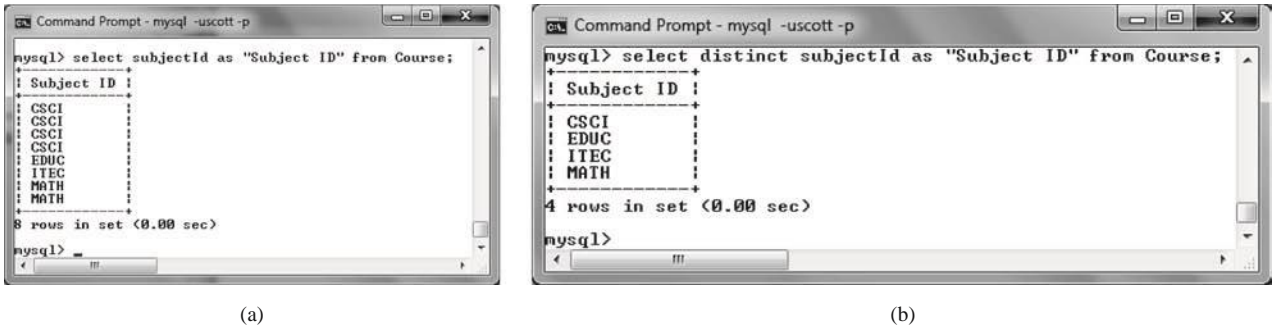 Command Prompt - mysql -uscott -p
mysql> select subjectId as "Subject ID" from Course;
Subject ID
CSCI
CSCI
CSCI
CSCI
EDUC
ITEC
MATH
MATH
8 rows in set (0.00 sec)
mysql> _
(a)
Command Prompt - mysql -uscott -p
mysql> select distinct subjectId as "Subject ID" from Course;
Subject ID
CSCI
EDUC
ITEC
MATH
4 rows in set (0.00 sec)
mysql>
(b)